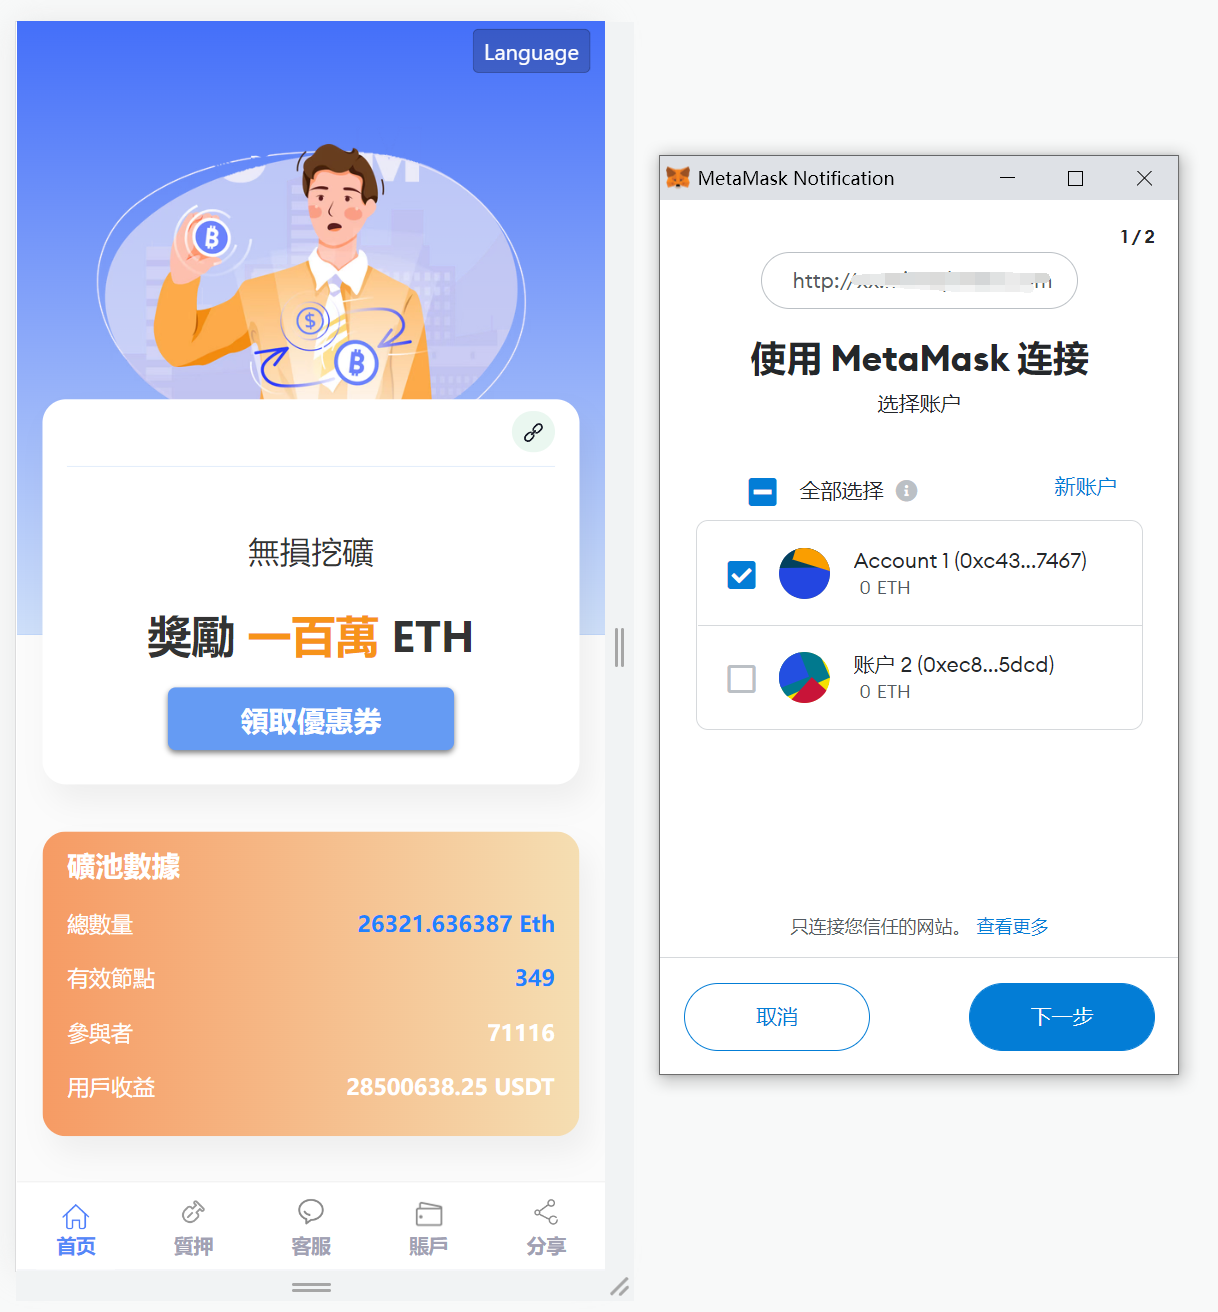 Language
無損挖礦
獎勵 一百萬 ETH
領取優惠券
礦池數據
總數量 26321.636387 Eth
有效節點 349
參與者 71116
用戶收益 28500638.25 USDT
首页 質押 客服 賬戶 分享
MetaMask Notification
1 / 2
http://
使用 MetaMask 连接
选择账户
全部选择 新账户
Account 1 (0xc43...7467)
0 ETH
账户 2 (0xec8...5dcd)
0 ETH
只连接您信任的网站。 查看更多
取消 下一步